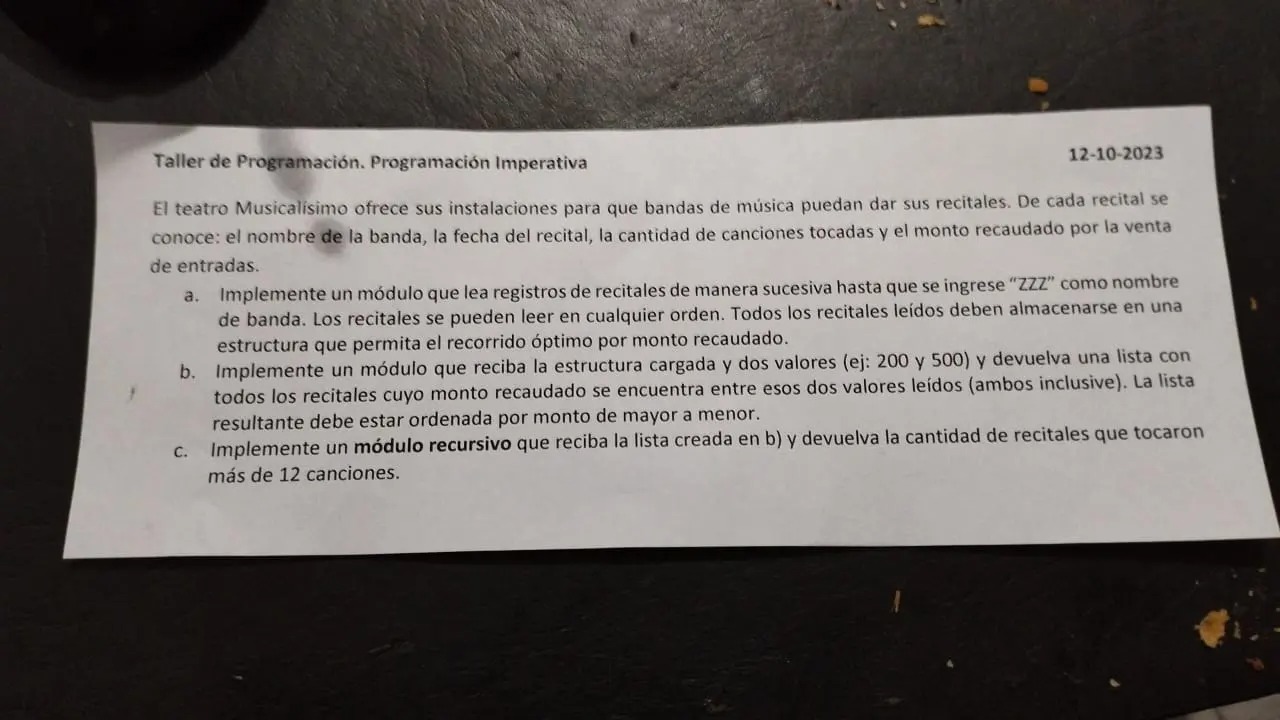 Taller de Programación. Programación Imperativa
12-10-2023
El teatro Musicalísimo ofrece sus instalaciones para que bandas de música puedan dar sus recitales. De cada recital se
conoce: el nombre de la banda, la fecha del recital, la cantidad de canciones tocadas y el monto recaudado por la venta
de entradas.
a. Implemente un módulo que lea registros de recitales de manera sucesiva hasta que se ingrese “ZZZ” como nombre
de banda. Los recitales se pueden leer en cualquier orden. Todos los recitales leídos deben almacenarse en una
estructura que permita el recorrido óptimo por monto recaudado.
b. Implemente un módulo que reciba la estructura cargada y dos valores (ej: 200 y 500) y devuelva una lista con
todos los recitales cuyo monto recaudado se encuentra entre esos dos valores leídos (ambos inclusive). La lista
resultante debe estar ordenada por monto de mayor a menor.
c. Implemente un módulo recursivo que reciba la lista creada en b) y devuelva la cantidad de recitales que tocaron
más de 12 canciones.